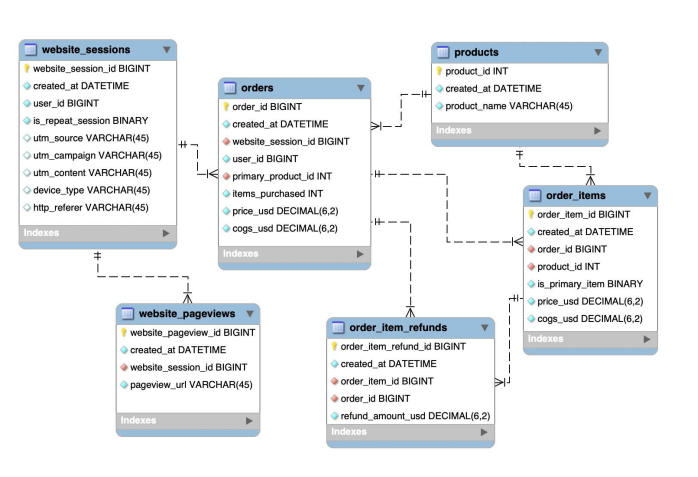 website_sessions
website_session_id BIGINT
created_at DATETIME
user_id BIGINT
is_repeat_session BINARY
utm_source VARCHAR(45)
utm_campaign VARCHAR(45)
utm_content VARCHAR(45)
device_type VARCHAR(45)
http_referer VARCHAR(45)
Indexes
orders
order_id BIGINT
created_at DATETIME
website_session_id BIGINT
user_id BIGINT
primary_product_id INT
items_purchased INT
price_usd DECIMAL(6,2)
cogs_usd DECIMAL(6,2)
Indexes
products
product_id INT
created_at DATETIME
product_name VARCHAR(45)
Indexes
order_items
order_item_id BIGINT
created_at DATETIME
order_id BIGINT
product_id INT
is_primary_item BINARY
price_usd DECIMAL(6,2)
cogs_usd DECIMAL(6,2)
Indexes
website_pageviews
website_pageview_id BIGINT
created_at DATETIME
website_session_id BIGINT
pageview_url VARCHAR(45)
Indexes
order_item_refunds
order_item_refund_id BIGINT
created_at DATETIME
order_item_id BIGINT
order_id BIGINT
refund_amount_usd DECIMAL(6,2)
Indexes